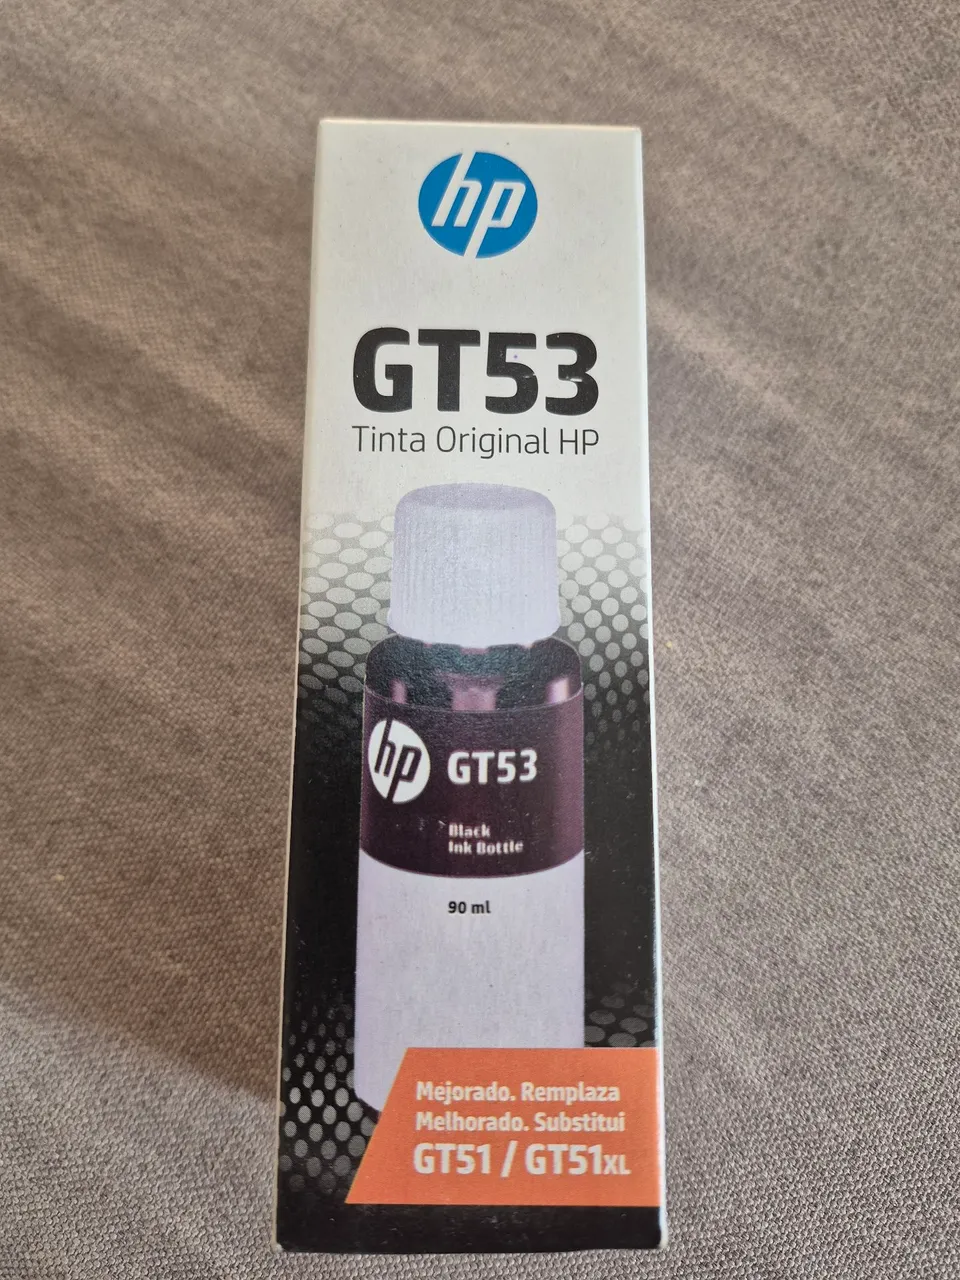 hp
GT53
Tinta Original HP
hp
GT53
Black
Ink Bottle
90 ml
Mejorado. Remplaza
Melhorado. Substitui
GT51 / GT51XL